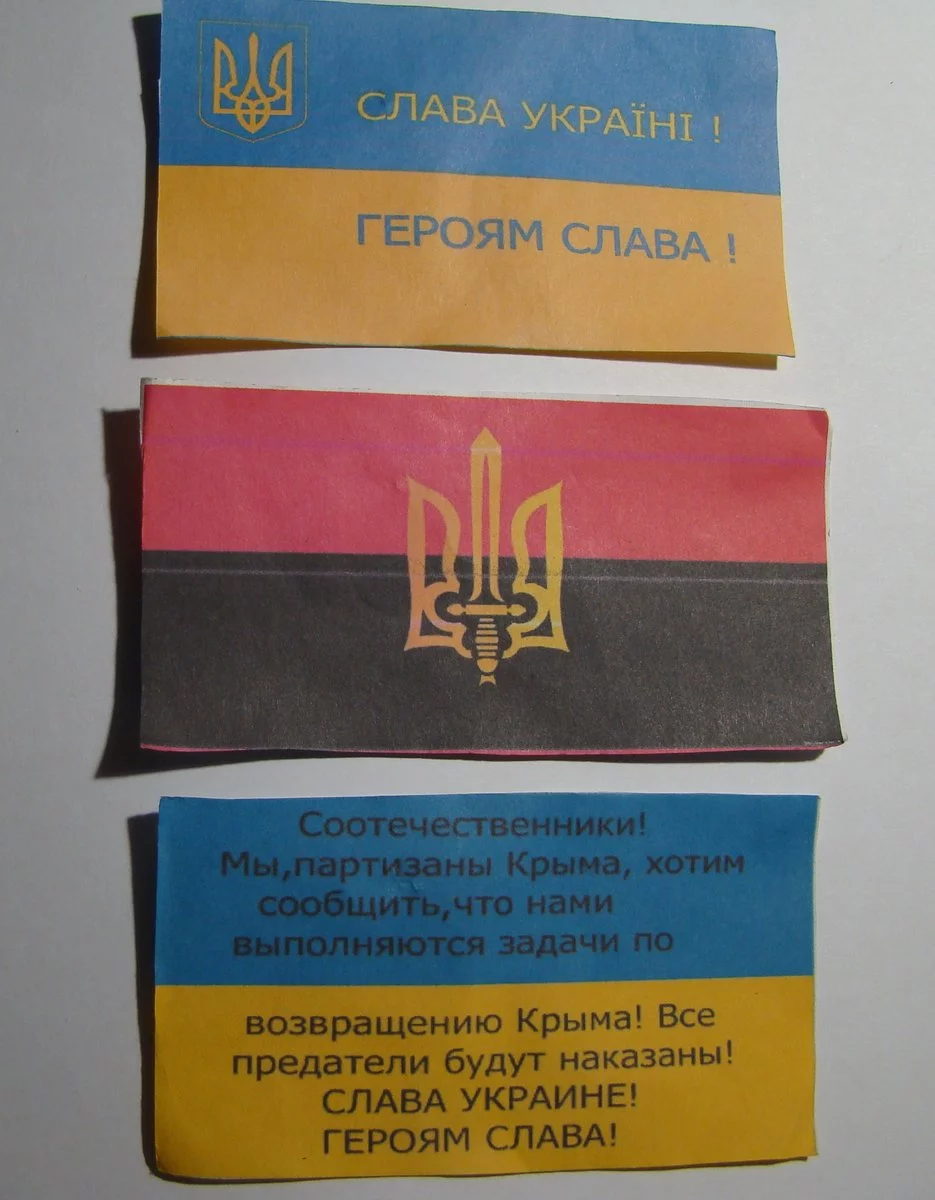 СЛАВА УКРАЇНІ !
ГЕРОЯМ СЛАВА !
Соотечественники!
Мы,партизаны Крыма, хотим
сообщить,что нами
выполняются задачи по
возвращению Крыма! Все
предатели будут наказаны!
СЛАВА УКРАИНЕ!
ГЕРОЯМ СЛАВА!